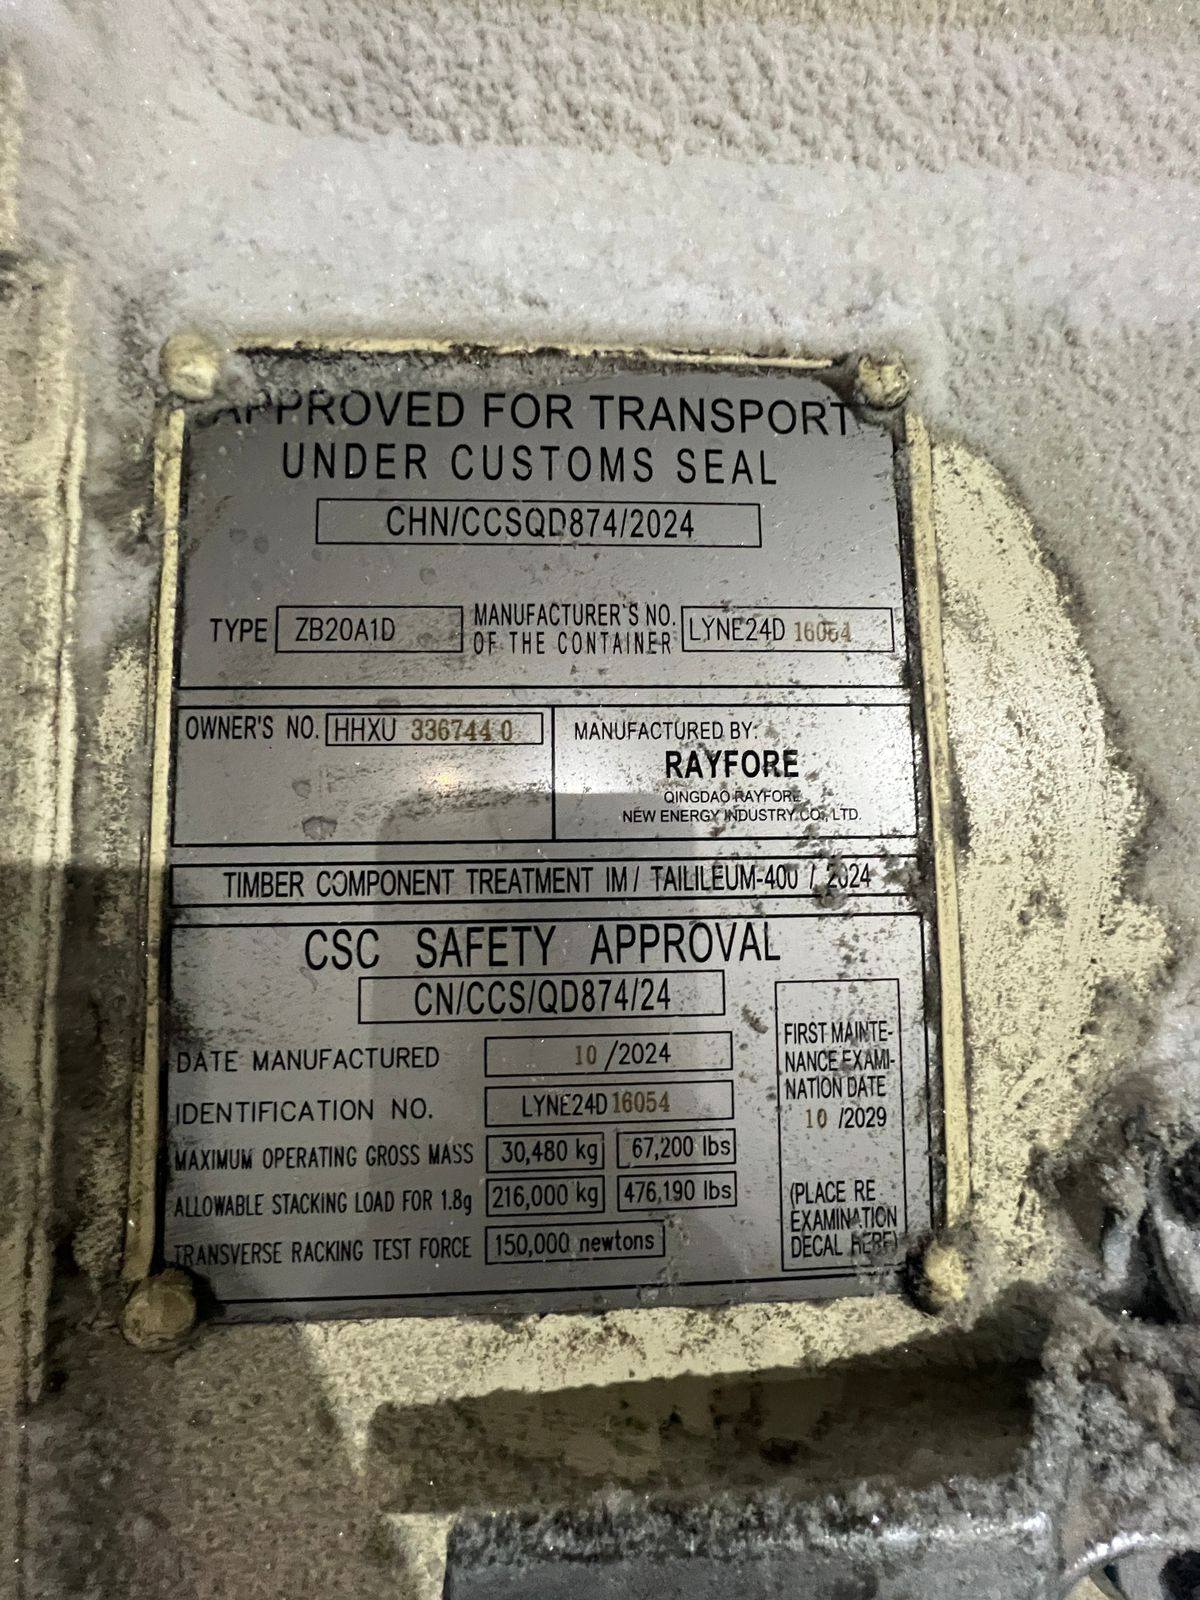 APPROVED FOR TRANSPORT
UNDER CUSTOMS SEAL
CHN/CCSQD874/2024
TYPE ZB20A1D MANUFACTURER'S NO. OF THE CONTAINER LYNE24D 16054
OWNER'S NO. HHXU 336744 0
MANUFACTURED BY:
RAYFORE
QINGDAO RAYFORE
NEW ENERGY INDUSTRY CO., LTD.
TIMBER COMPONENT TREATMENT IM / TAILILEUM-400 / 2024
CSC SAFETY APPROVAL
CN/CCS/QD874/24
DATE MANUFACTURED 10 /2024
IDENTIFICATION NO. LYNE24D 16054
MAXIMUM OPERATING GROSS MASS 30,480 kg 67,200 lbs
ALLOWABLE STACKING LOAD FOR 1.8g 216,000 kg 476,190 lbs
TRANSVERSE RACKING TEST FORCE 150,000 newtons
FIRST MAINTE-
NANCE EXAMI-
NATION DATE
10 /2029
(PLACE RE
EXAMINATION
DECAL HERE)